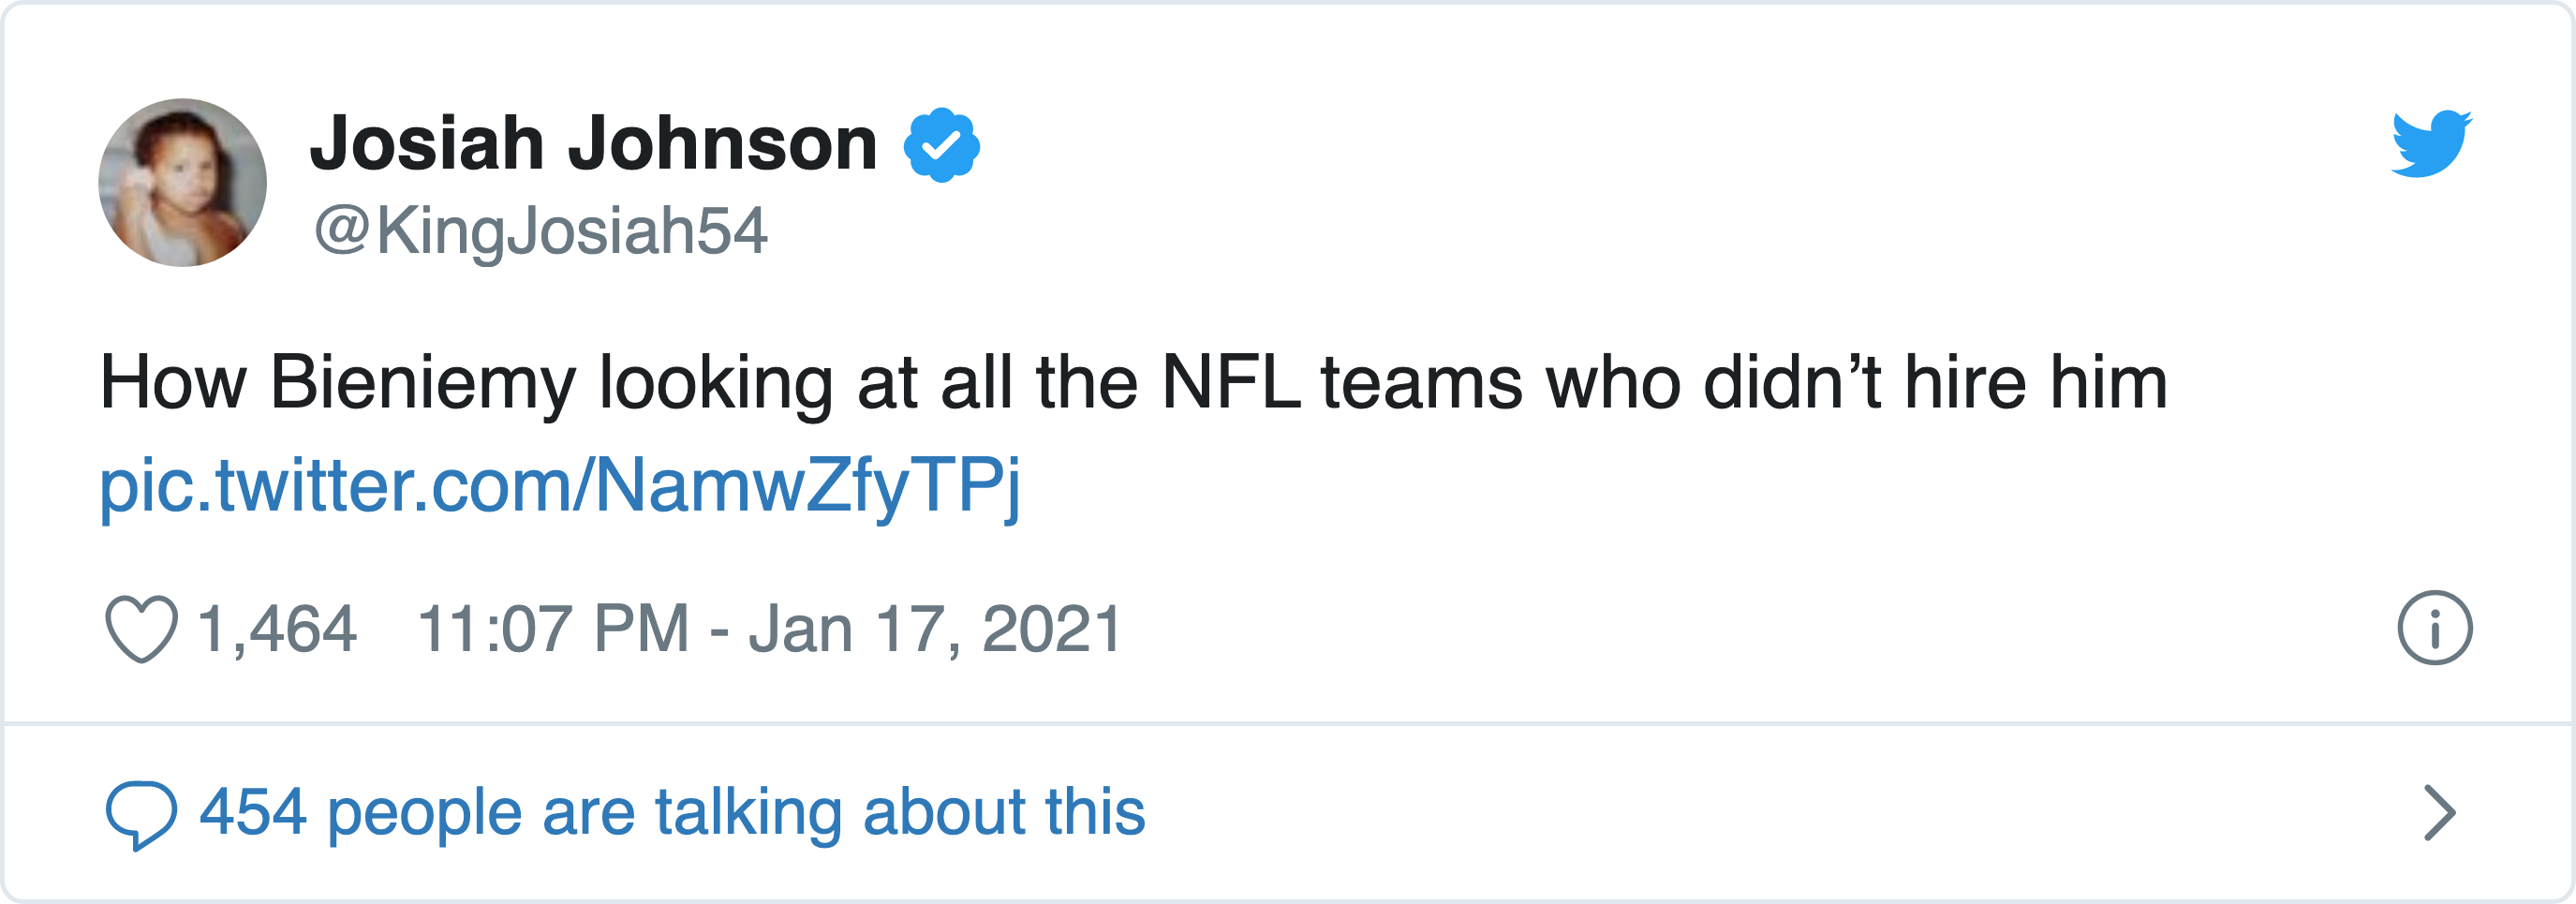 Josiah Johnson
@KingJosiah54
How Bieniemy looking at all the NFL teams who didn’t hire him
pic.twitter.com/NamwZfyTPj
1,464 11:07 PM - Jan 17, 2021
454 people are talking about this